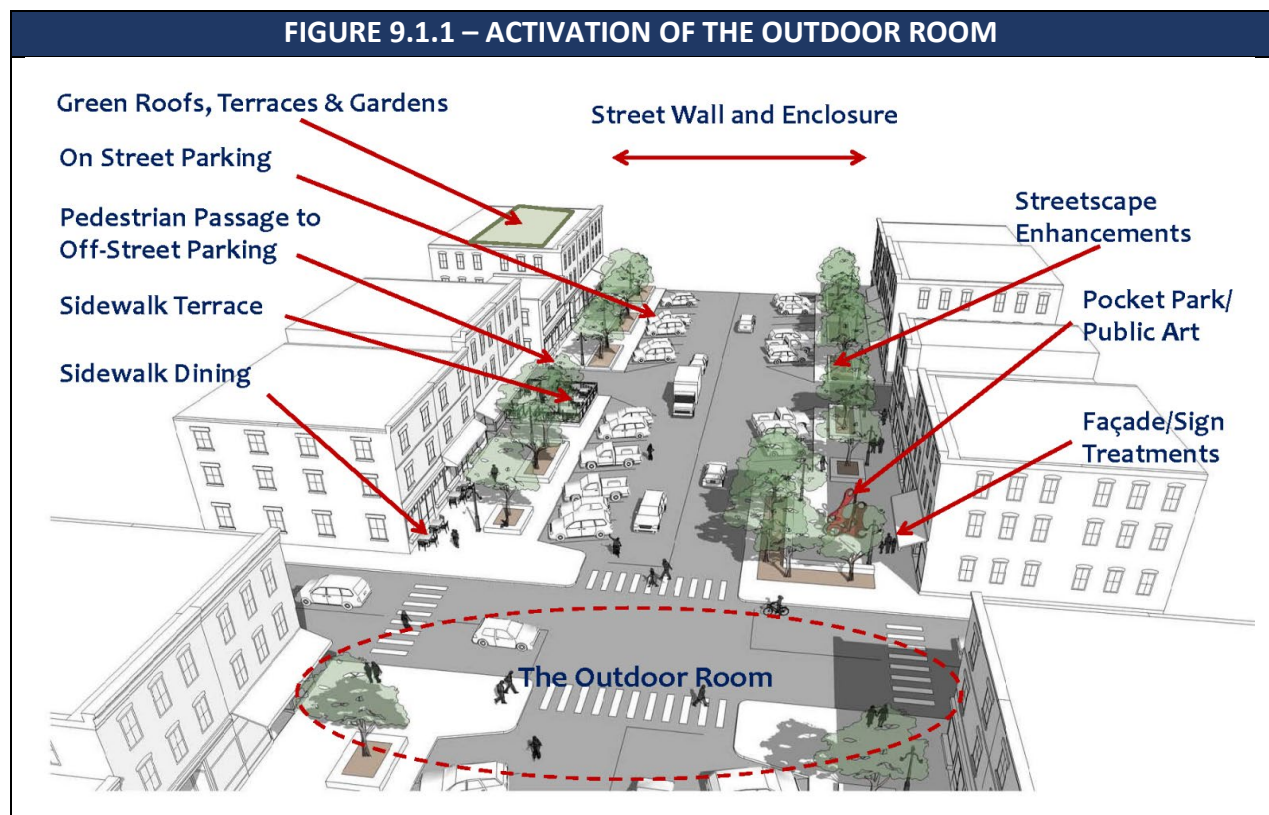 FIGURE 9.1.1 – ACTIVATION OF THE OUTDOOR ROOM
Green Roofs, Terraces & Gardens
On Street Parking
Pedestrian Passage to
Off-Street Parking
Sidewalk Terrace
Sidewalk Dining
Street Wall and Enclosure
Streetscape
Enhancements
Pocket Park/
Public Art
Façade/Sign
Treatments
The Outdoor Room